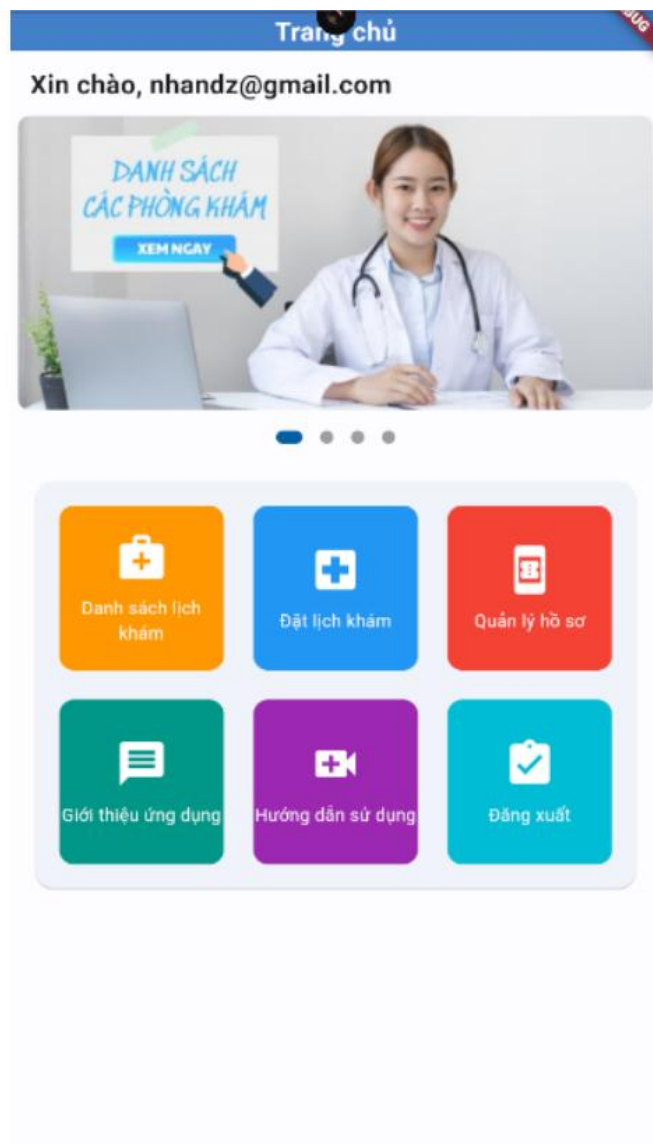 Trang chủ
BUG
Xin chào, nhandz@gmail.com
DANH SÁCH
CÁC PHÒNG KHÁM
XEM NGAY
Danh sách lịch
khám
Đặt lịch khám
Quản lý hồ sơ
Giới thiệu ứng dụng
Hướng dẫn sử dụng
Đăng xuất